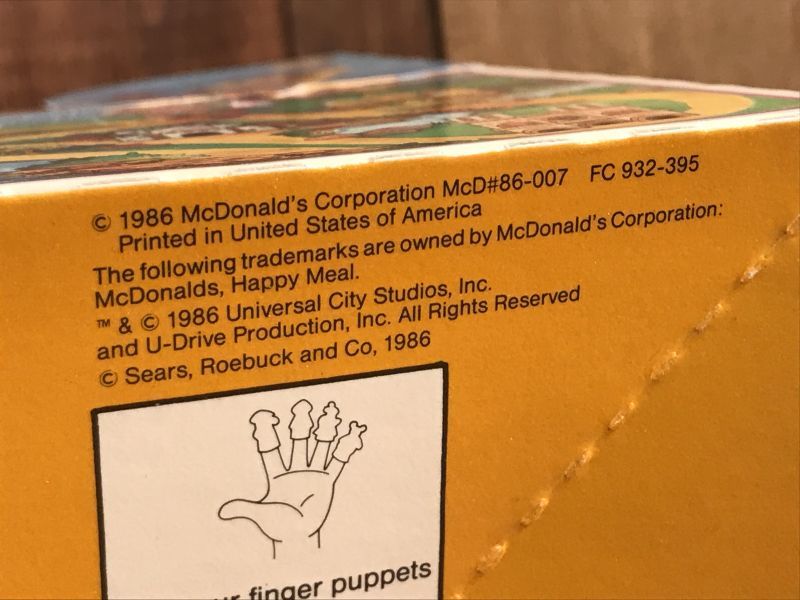 © 1986 McDonald's Corporation McD#86-007 FC 932-395
Printed in United States of America
The following trademarks are owned by McDonald's Corporation:
McDonalds, Happy Meal.
™ & © 1986 Universal City Studios, Inc.
and U-Drive Production, Inc. All Rights Reserved
© Sears, Roebuck and Co, 1986
finger puppets